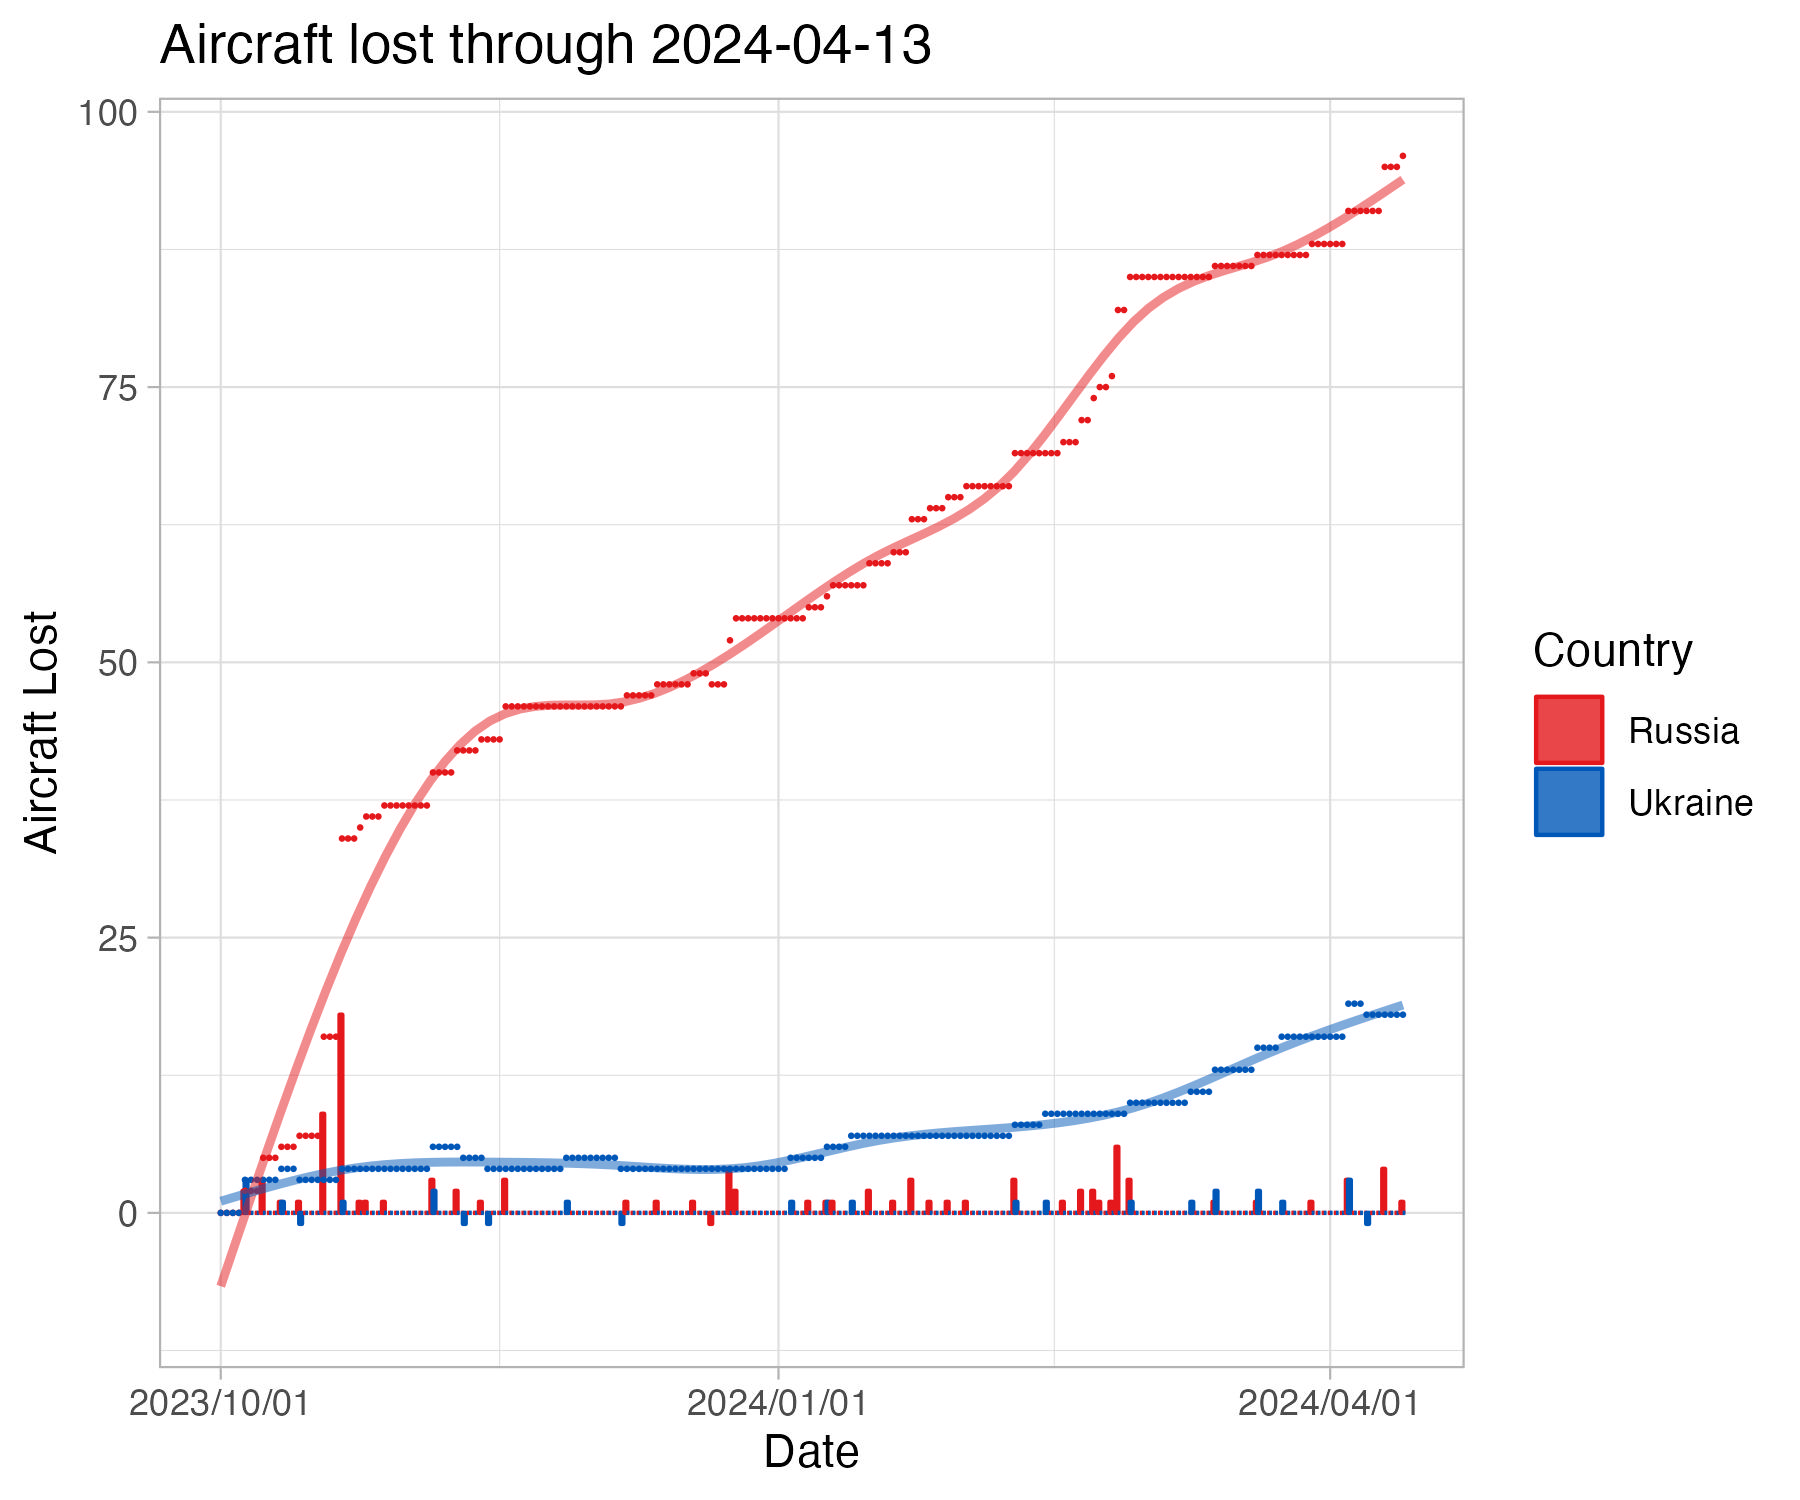 Aircraft lost through 2024-04-13
100
75
50
25
0
Aircraft Lost
2023/10/01
2024/01/01
2024/04/01
Date
Country
Russia
Ukraine